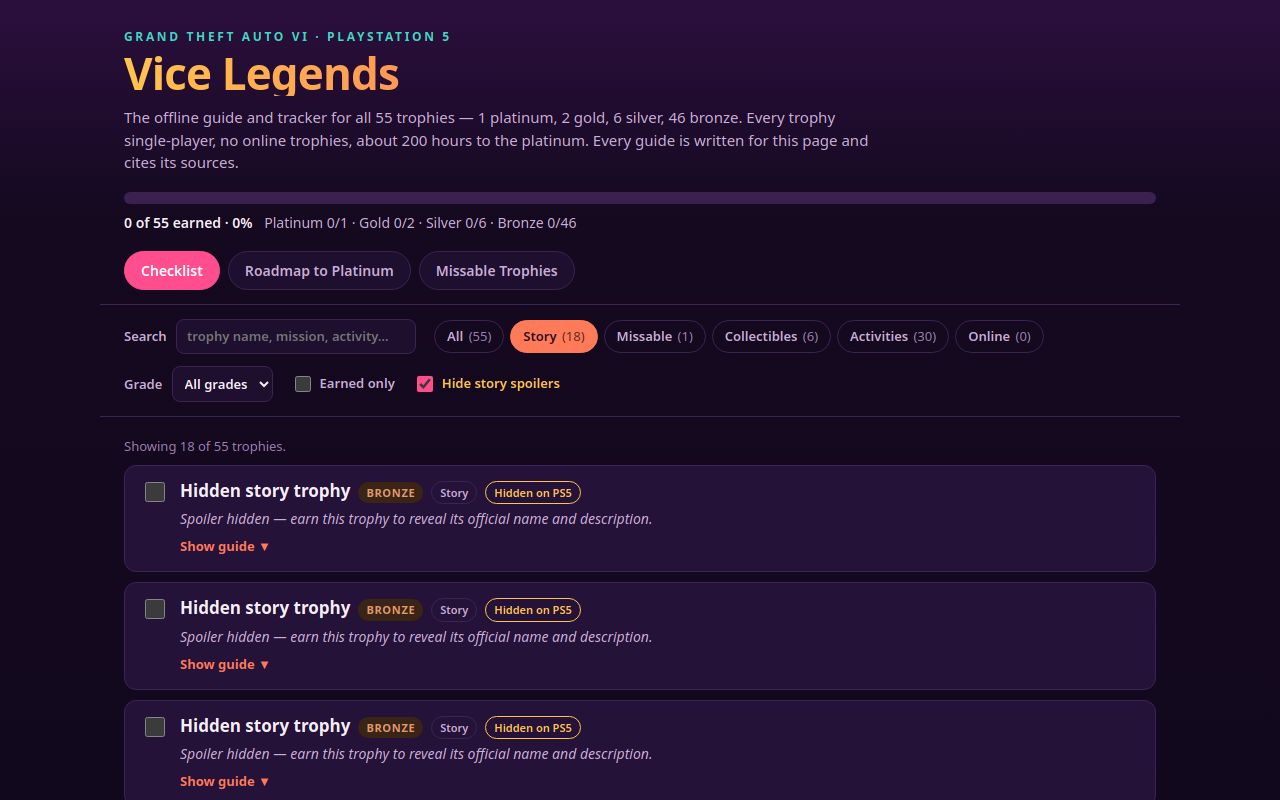 GRAND THEFT AUTO VI · PLAYSTATION 5
Vice Legends
The offline guide and tracker for all 55 trophies — 1 platinum, 2 gold, 6 silver, 46 bronze. Every trophy
single-player, no online trophies, about 200 hours to the platinum. Every guide is written for this page and
cites its sources.
0 of 55 earned · 0% Platinum 0/1 · Gold 0/2 · Silver 0/6 · Bronze 0/46
Checklist Roadmap to Platinum Missable Trophies
Search trophy name, mission, activity... All (55) Story (18) Missable (1) Collectibles (6) Activities (30) Online (0)
Grade All grades Earned only Hide story spoilers
Showing 18 of 55 trophies.
Hidden story trophy BRONZE Story Hidden on PS5
Spoiler hidden — earn this trophy to reveal its official name and description.
Show guide ▼
Hidden story trophy BRONZE Story Hidden on PS5
Spoiler hidden — earn this trophy to reveal its official name and description.
Show guide ▼
Hidden story trophy BRONZE Story Hidden on PS5
Spoiler hidden — earn this trophy to reveal its official name and description.
Show guide ▼